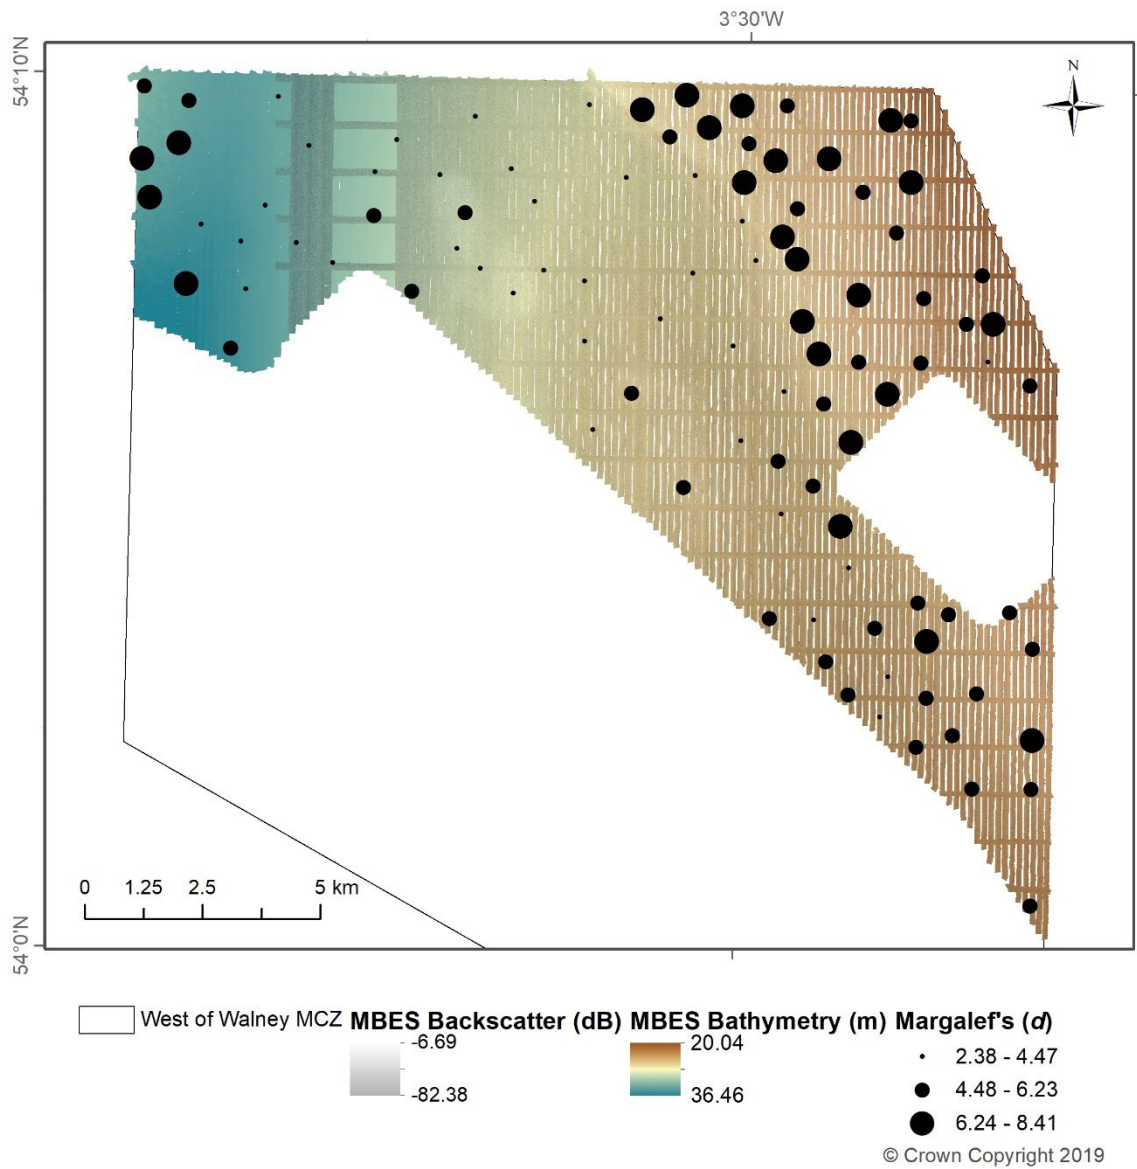 3°30'W
54°10'N
N
0 1.25 2.5 5 km
54°0'N
West of Walney MCZ
MBES Backscatter (dB)
-6.69
-82.38
MBES Bathymetry (m)
20.04
36.46
Margalef's (d)
2.38 - 4.47
4.48 - 6.23
6.24 - 8.41
© Crown Copyright 2019